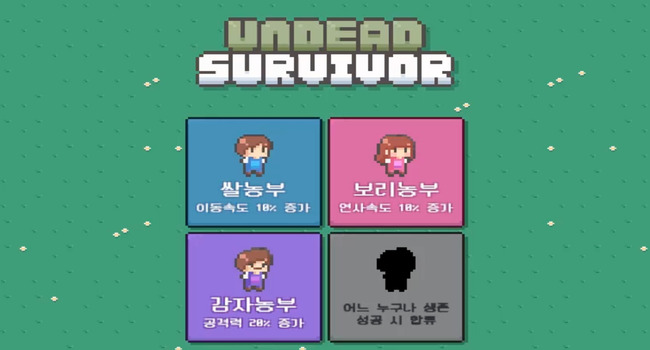 UNDEAD
SURVIVOR
쌀농부
이동속도 10% 증가
보리농부
연사속도 10% 증가
감자농부
공격력 20% 증가
어느 누구나 생존
성공 시 합류